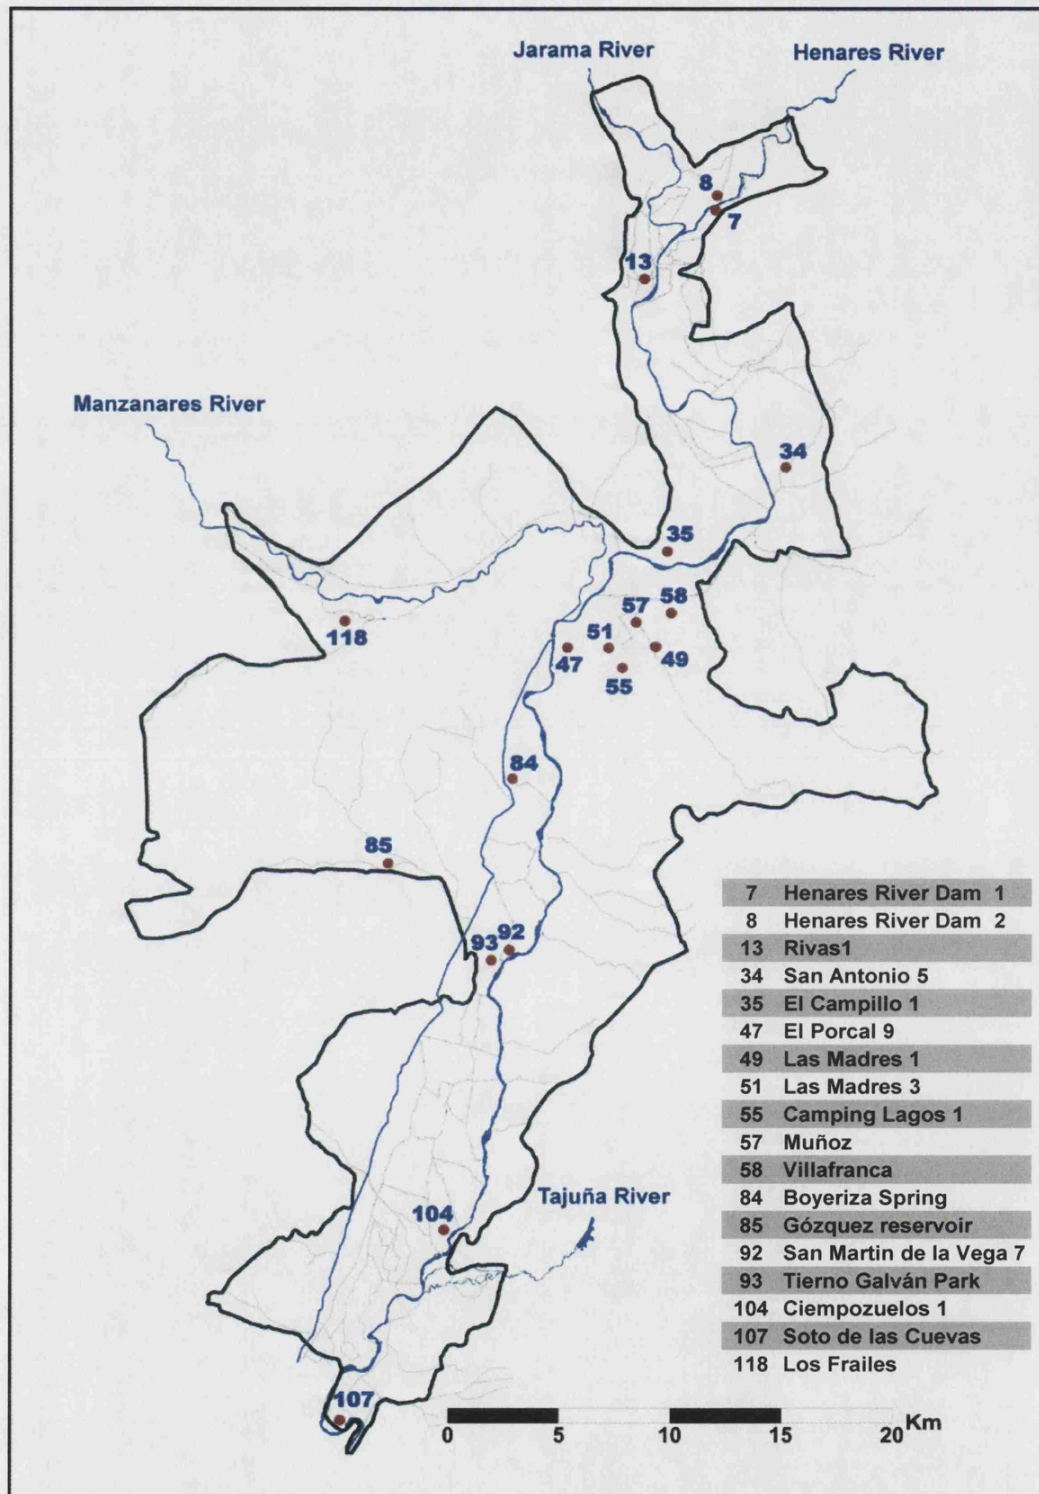 Jarama River
Henares River
8
7
13
Manzanares River
34
35
58
57
118
51
47
49
55
84
85
92
93
Tajuña River
104
107
7 Henares River Dam 1
8 Henares River Dam 2
13 Rivas1
34 San Antonio 5
35 El Campillo 1
47 El Porcal 9
49 Las Madres 1
51 Las Madres 3
55 Camping Lagos 1
57 Muñoz
58 Villafranca
84 Boyeriza Spring
85 Gózquez reservoir
92 San Martin de la Vega 7
93 Tierno Galván Park
104 Ciempozuelos 1
107 Soto de las Cuevas
118 Los Frailes
Km
0 5 10 20